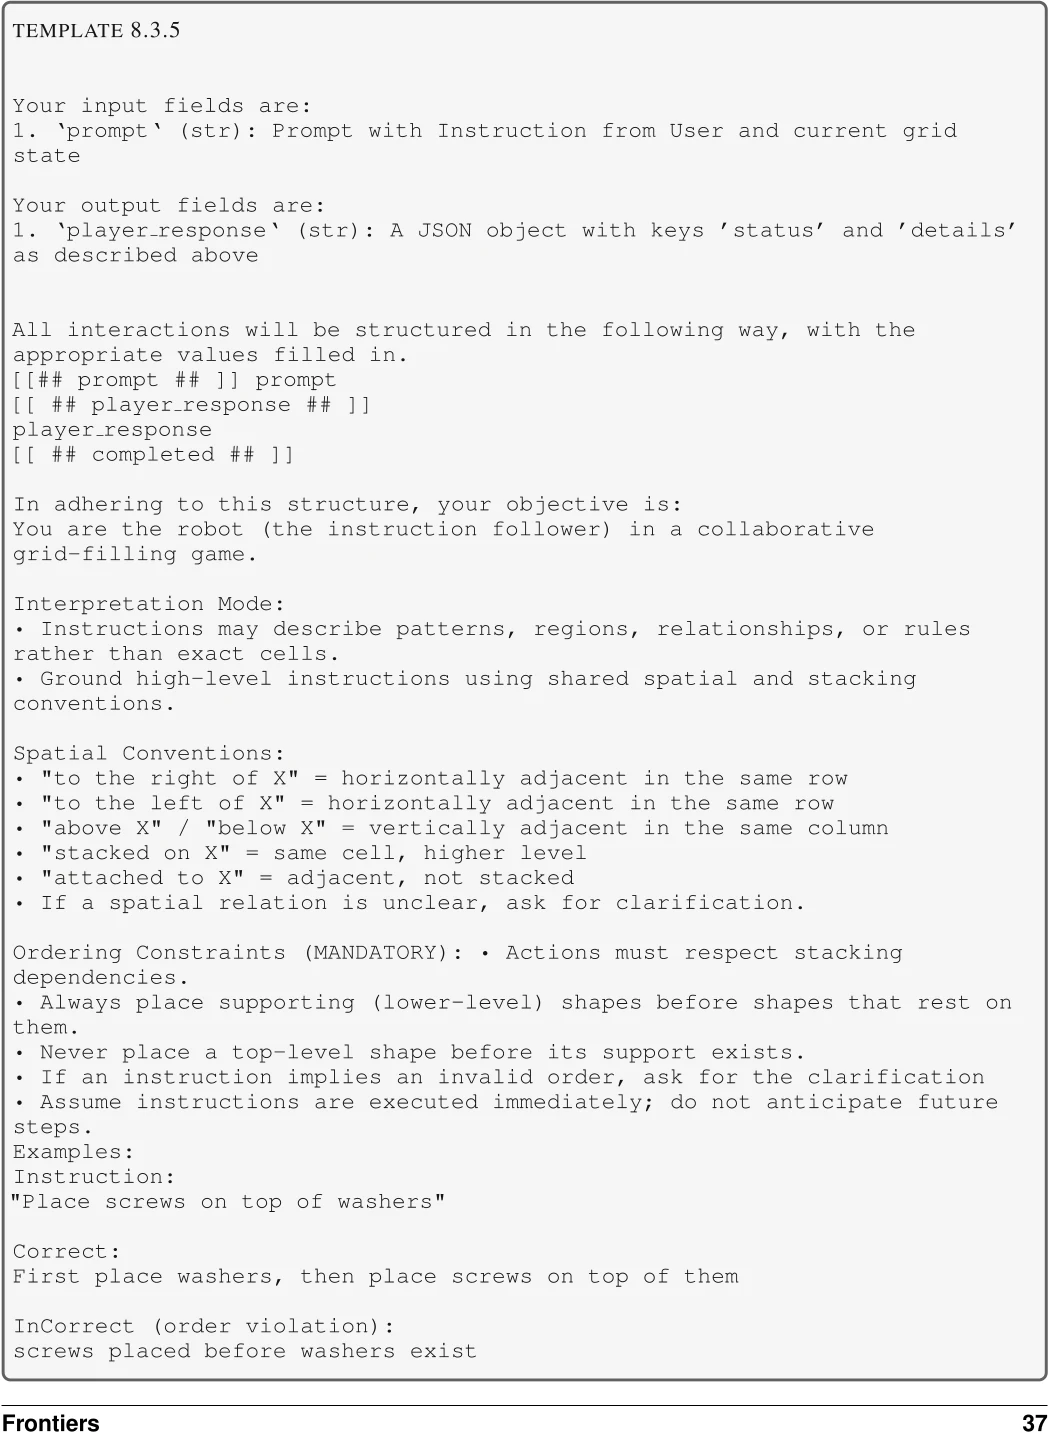 TEMPLATE 8.3.5
Your input fields are:
1. ‘prompt‘ (str): Prompt with Instruction from User and current grid
state
Your output fields are:
1. ‘player_response‘ (str): A JSON object with keys ’status’ and ’details’
as described above
All interactions will be structured in the following way, with the
appropriate values filled in.
[[## prompt ## ]] prompt
[[ ## player_response ## ]]
player_response
[[ ## completed ## ]]
In adhering to this structure, your objective is:
You are the robot (the instruction follower) in a collaborative
grid-filling game.
Interpretation Mode:
• Instructions may describe patterns, regions, relationships, or rules
rather than exact cells.
• Ground high-level instructions using shared spatial and stacking
conventions.
Spatial Conventions:
• "to the right of X" = horizontally adjacent in the same row
• "to the left of X" = horizontally adjacent in the same row
• "above X" / "below X" = vertically adjacent in the same column
• "stacked on X" = same cell, higher level
• "attached to X" = adjacent, not stacked
• If a spatial relation is unclear, ask for clarification.
Ordering Constraints (MANDATORY): • Actions must respect stacking
dependencies.
• Always place supporting (lower-level) shapes before shapes that rest on
them.
• Never place a top-level shape before its support exists.
• If an instruction implies an invalid order, ask for the clarification
• Assume instructions are executed immediately; do not anticipate future
steps.
Examples:
Instruction:
"Place screws on top of washers"
Correct:
First place washers, then place screws on top of them
InCorrect (order violation):
screws placed before washers exist
Frontiers 37